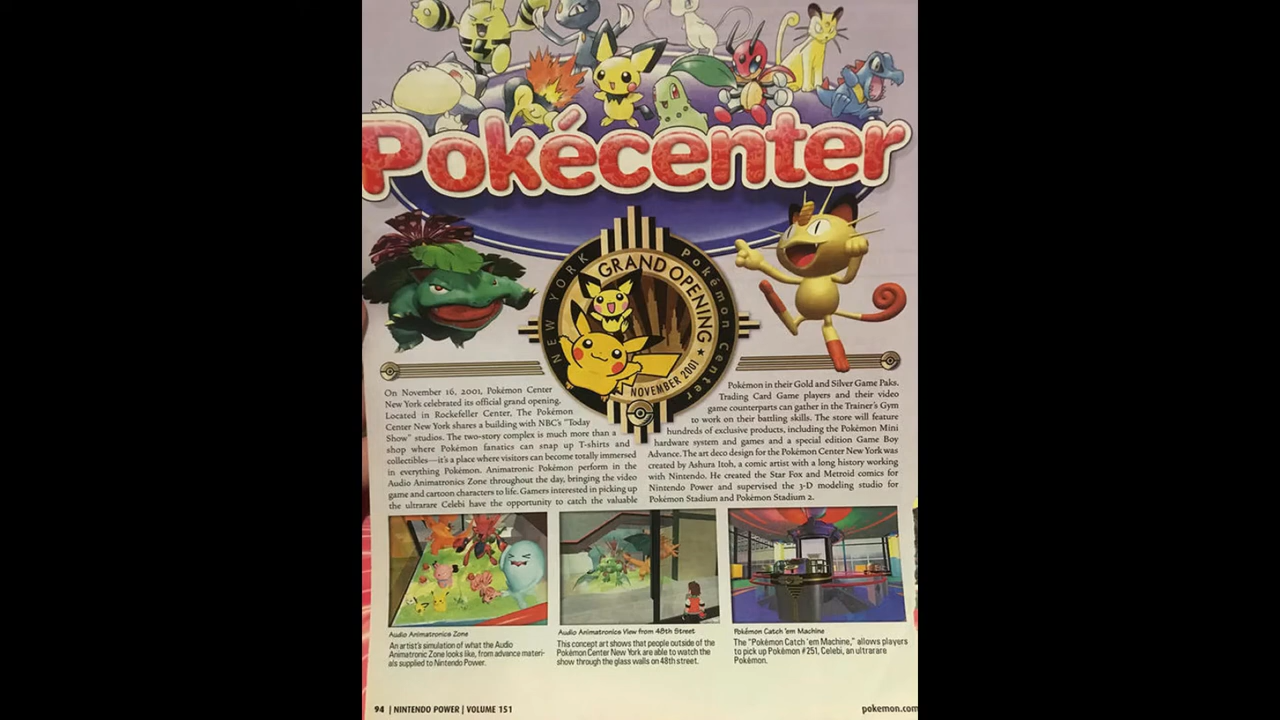 Pokécenter
NEW YORK Pokémon Center
GRAND OPENING ★
NOVEMBER 2001
On November 16, 2001, Pokémon Center
New York celebrated its official grand opening.
Located in Rockefeller Center, The Pokémon
Center New York shares a building with NBC's "Today
Show" studios. The two-story complex is much more than a
shop where Pokémon fanatics can snap up T-shirts and
collectibles—it's a place where visitors can become totally immersed
in everything Pokémon. Animatronic Pokémon perform in the
Audio Animatronics Zone throughout the day, bringing the video
game and cartoon characters to life. Gamers interested in picking up
the ultrarare Celebi have the opportunity to catch the valuable
Pokémon in their Gold and Silver Game Paks.
Trading Card Game players and their video
game counterparts can gather in the Trainer's Gym
to work on their battling skills. The store will feature
hundreds of exclusive products, including the Pokémon Mini
hardware system and games and a special edition Game Boy
Advance. The art deco design for the Pokémon Center New York was
created by Ashura Itoh, a comic artist with a long history working
with Nintendo. He created the Star Fox and Metroid comics for
Nintendo Power and supervised the 3-D modeling studio for
Pokémon Stadium and Pokémon Stadium 2.
Audio Animatronics Zone
An artist's simulation of what the Audio
Animatronic Zone looks like, from advance materi-
als supplied to Nintendo Power.
Audio Animatronics View from 48th Street
This concept art shows that people outside of the
Pokémon Center New York are able to watch the
show through the glass walls on 48th street.
Pokémon Catch 'em Machine
The "Pokémon Catch 'em Machine," allows players
to pick up Pokémon #251, Celebi, an ultrarare
Pokémon.
94 | NINTENDO POWER | VOLUME 151
pokemon.com